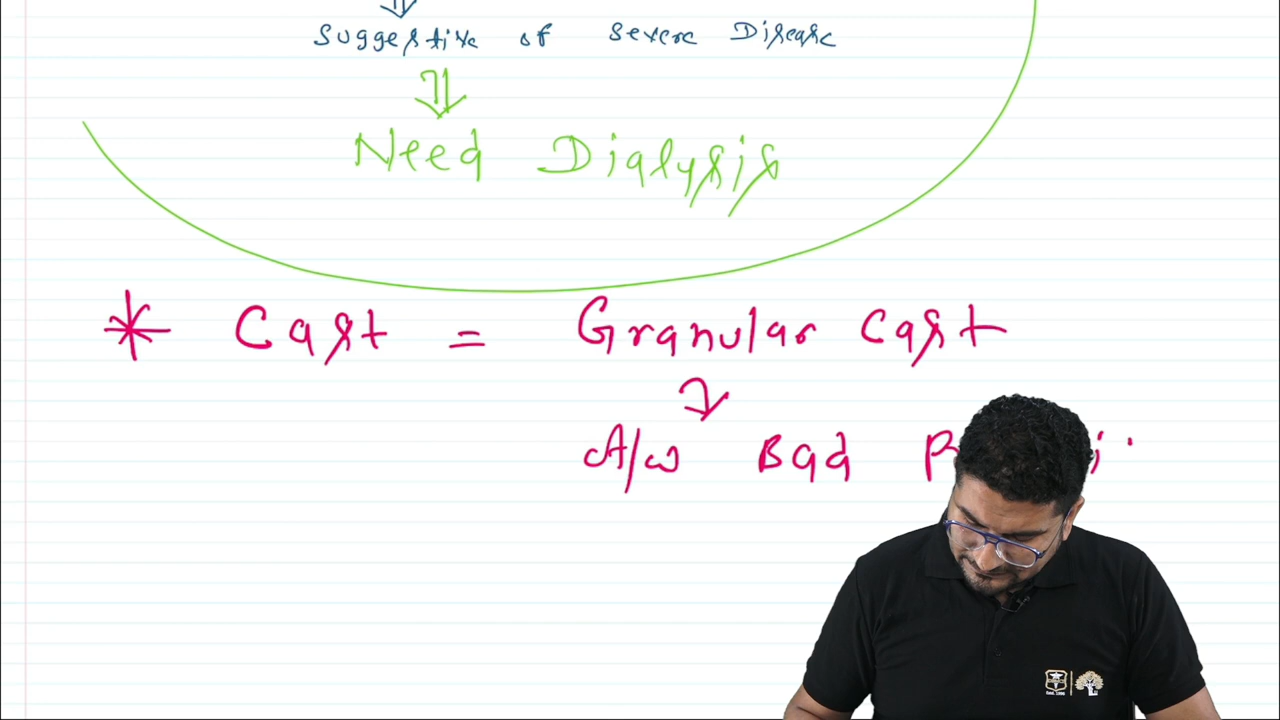 Suggestive of Severe Disease
Need Dialysis
* Cast = Granular Cast
A/w Bad